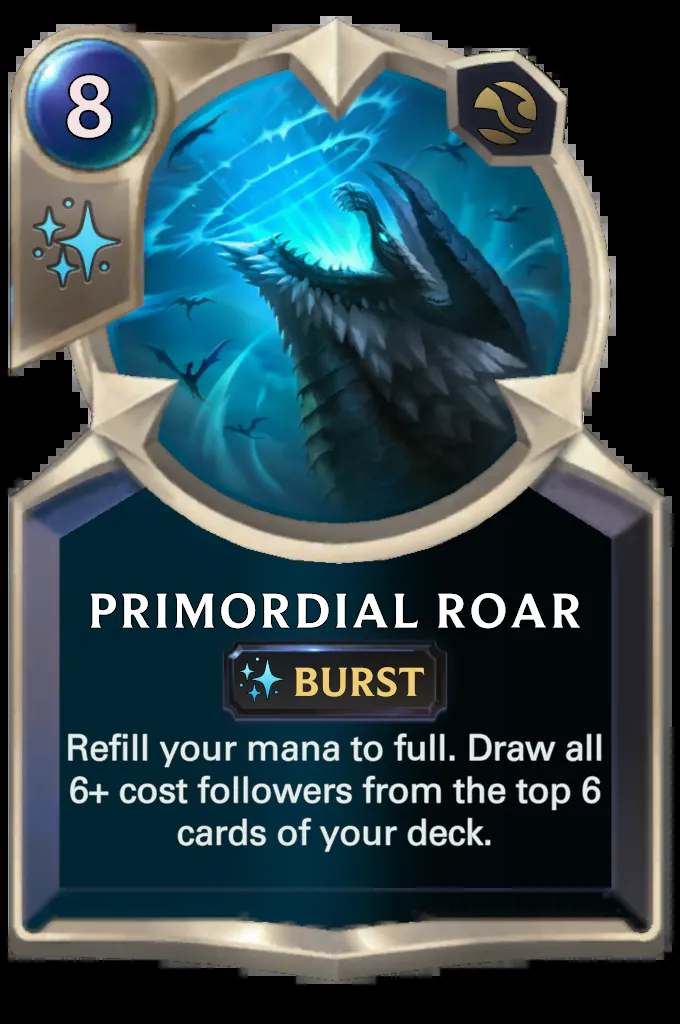 8
PRIMORDIAL ROAR
BURST
Refill your mana to full. Draw all
6+ cost followers from the top 6
cards of your deck.